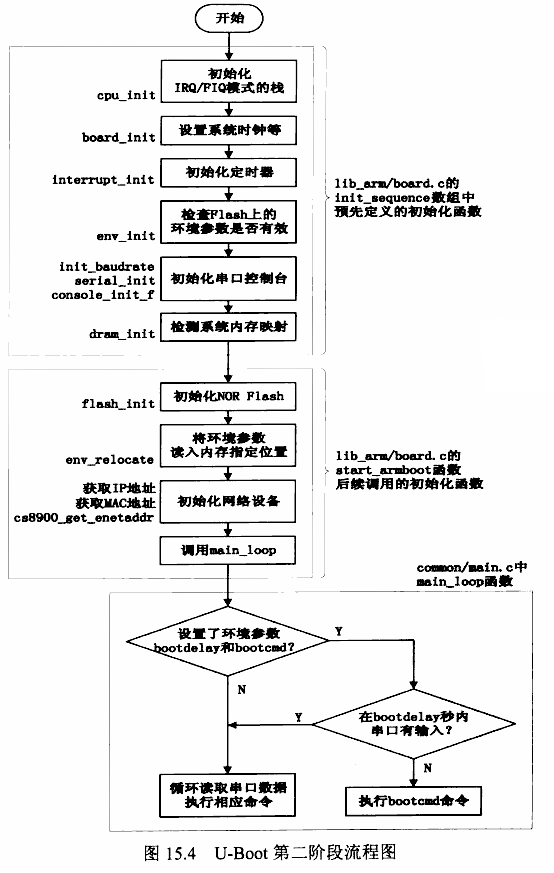 开始
初始化
IRQ/FIQ模式的栈
cpu_init
设置系统时钟等
board_init
初始化定时器
interrupt_init
lib_arm/board.c的
init_sequence数组中
预先定义的初始化函数
检查Flash上的
环境参数是否有效
env_init
init_baudrate
serial_init
console_init_f
初始化串口控制台
检测系统内存映射
dram_init
初始化NOR Flash
flash_init
将环境参数
读入内存指定位置
env_relocate
lib_arm/board.c的
start_armboot函数
后续调用的初始化函数
获取IP地址
获取MAC地址
cs8900_get_enetaddr
初始化网络设备
调用main_loop
common/main.c中
main_loop函数
设置了环境参数
bootdelay和bootcmd?
Y
N
在bootdelay秒内
串口有输入?
Y
N
循环读取串口数据
执行相应命令
执行bootcmd命令
图 15.4 U-Boot 第二阶段流程图